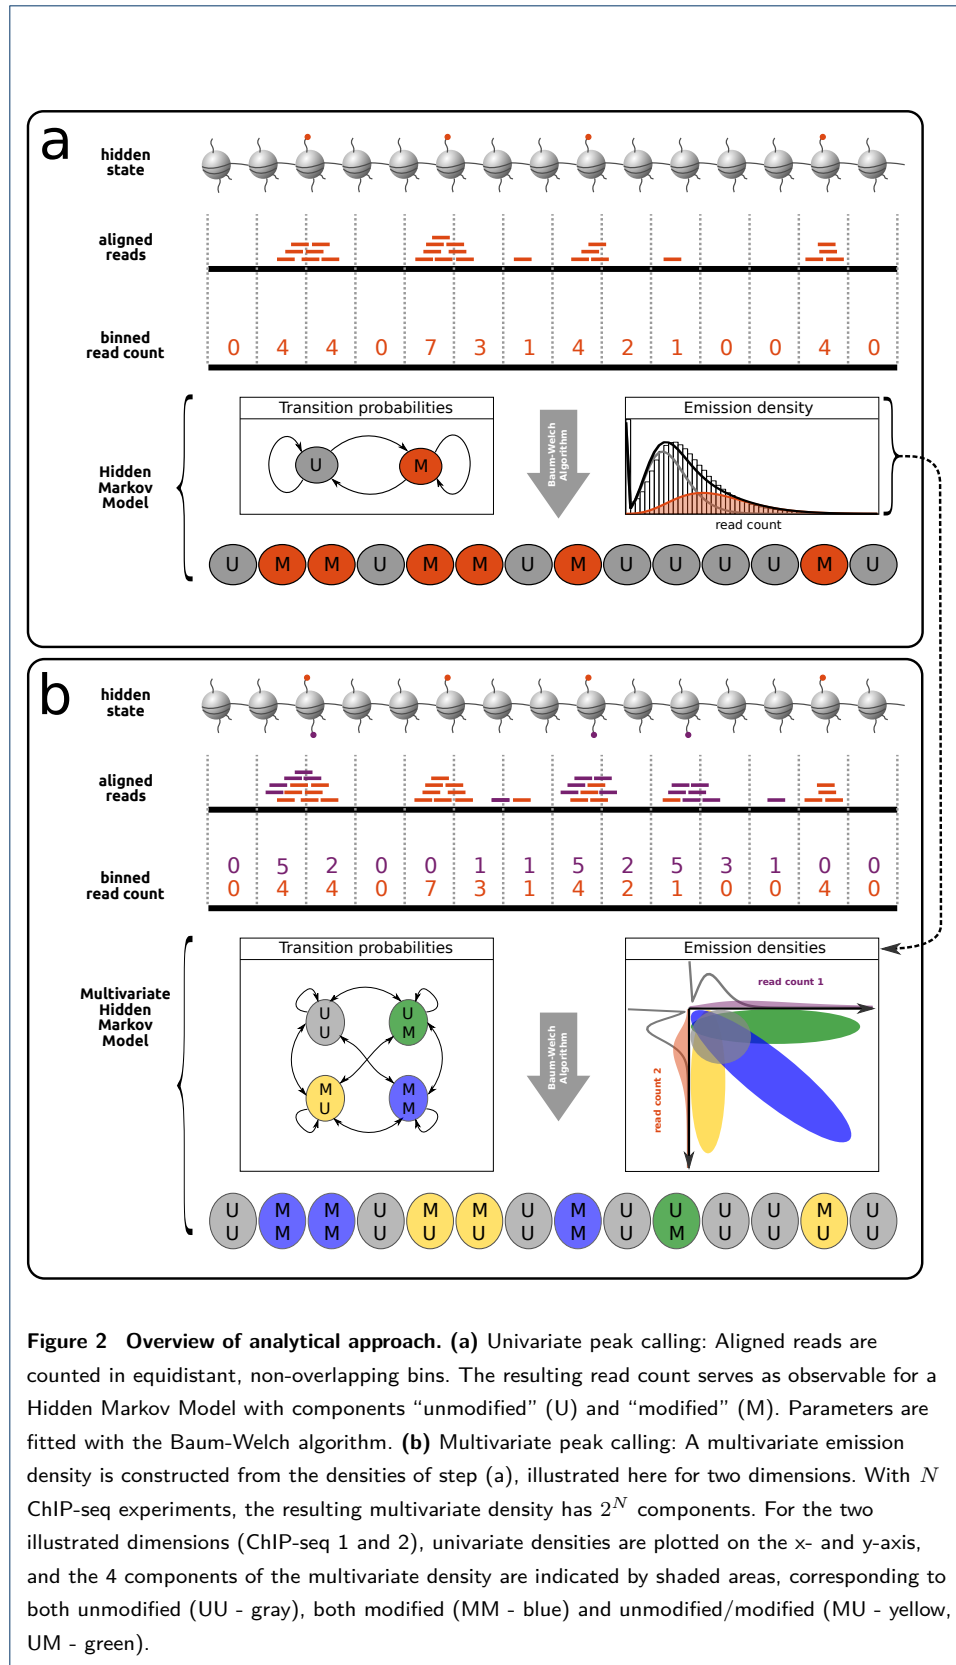 a
hidden
state
aligned
reads
binned
read count
0 4 4 0 7 3 1 4 2 1 0 0 4 0
Hidden
Markov
Model
Transition probabilities
U M
Baum-Welch
Algorithm
Emission density
read count
U M M U M M U M U U U U M U
b
hidden
state
aligned
reads
binned
read count
0 5 2 0 0 1 1 5 2 5 3 1 0 0
0 4 4 0 7 3 1 4 2 1 0 0 4 0
Multivariate
Hidden
Markov
Model
Transition probabilities
U U
U M
M M
U M
Baum-Welch
Algorithm
Emission densities
read count 1
read count 2
U M M U M M U M U U U U M U
U M M U U U U M U M U U U U
Figure 2 Overview of analytical approach. (a) Univariate peak calling: Aligned reads are
counted in equidistant, non-overlapping bins. The resulting read count serves as observable for a
Hidden Markov Model with components “unmodified” (U) and “modified” (M). Parameters are
fitted with the Baum-Welch algorithm. (b) Multivariate peak calling: A multivariate emission
density is constructed from the densities of step (a), illustrated here for two dimensions. With N
ChIP-seq experiments, the resulting multivariate density has 2^N components. For the two
illustrated dimensions (ChIP-seq 1 and 2), univariate densities are plotted on the x- and y-axis,
and the 4 components of the multivariate density are indicated by shaded areas, corresponding to
both unmodified (UU - gray), both modified (MM - blue) and unmodified/modified (MU - yellow,
UM - green).